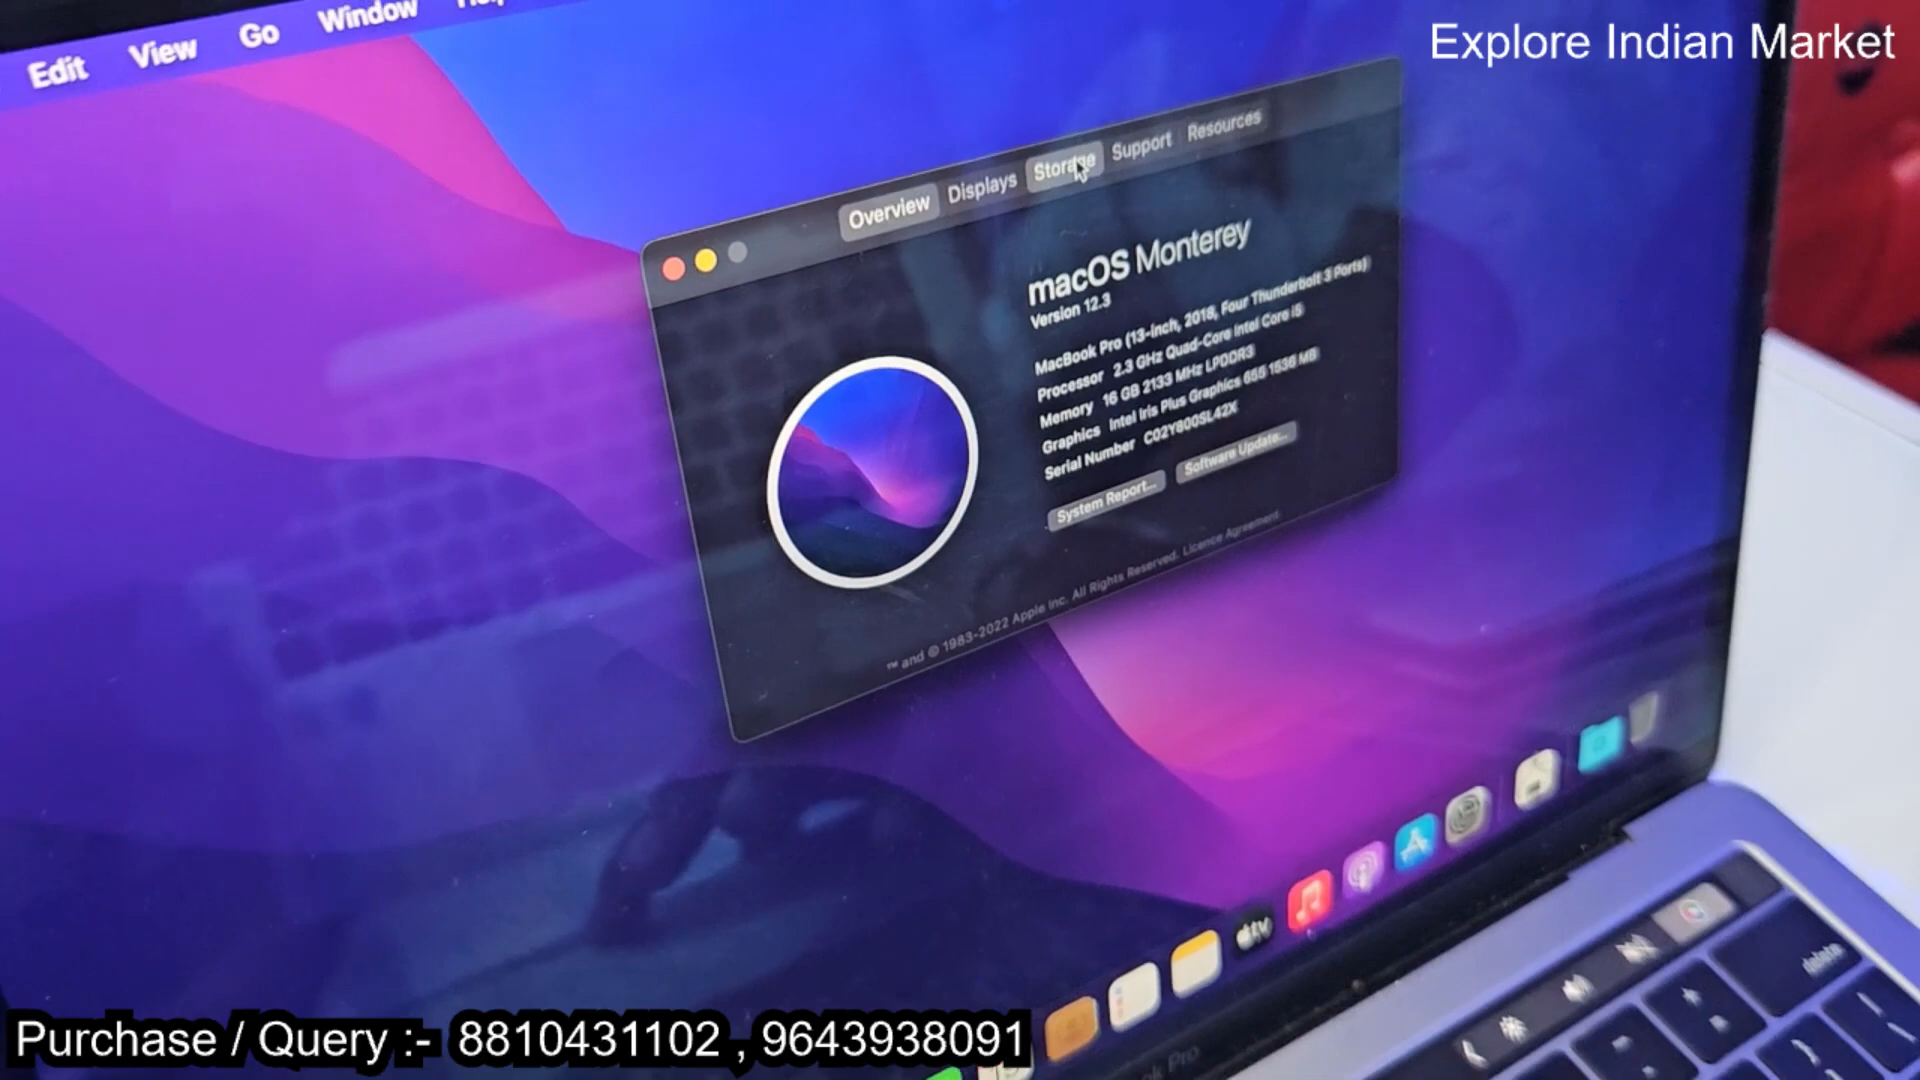 Explore Indian Market
Edit View Go Window
Overview Displays Storage Support Resources
macOS Monterey
Version 12.3
MacBook Pro (13-inch, 2018, Four Thunderbolt 3 Ports)
Processor 2.3 GHz Quad-Core Intel Core i5
Memory 16 GB 2133 MHz LPDDR3
Graphics Intel Iris Plus Graphics 655 1536 MB
Serial Number C02Y800SL42X
System Report... Software Update...
™ and © 1983-2022 Apple Inc. All Rights Reserved. Licence Agreement
tv
delete
Pro
Purchase / Query :- 8810431102 , 9643938091